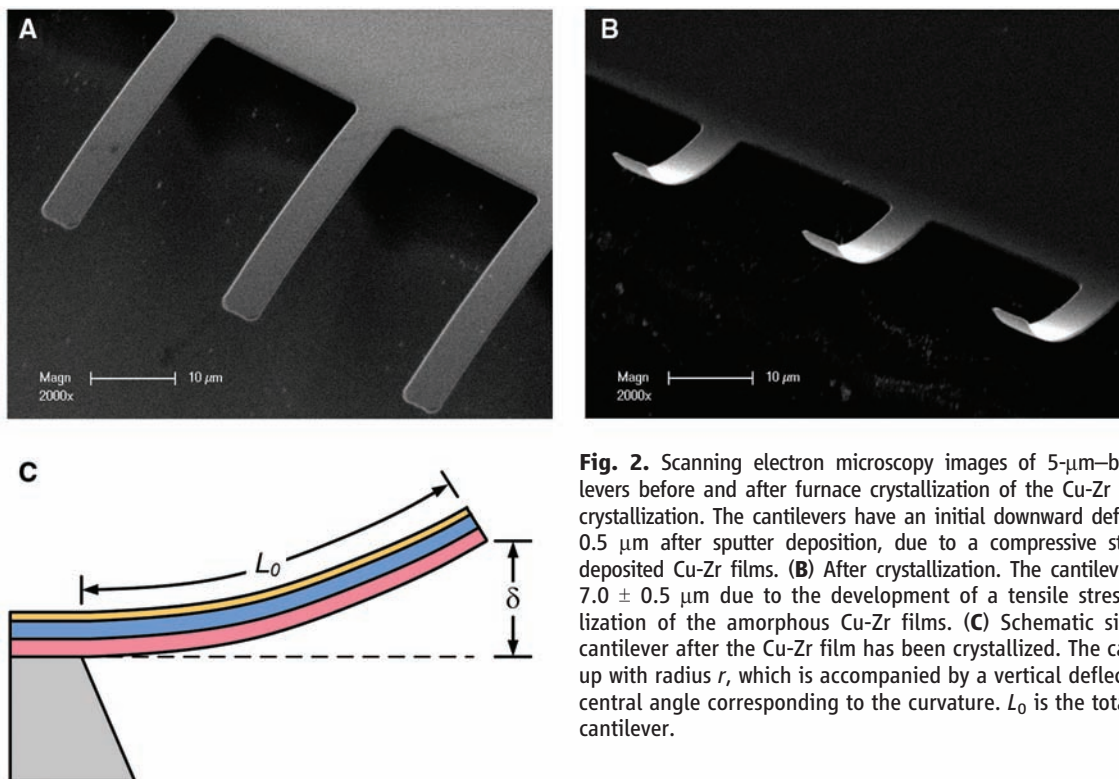 A
Magn
2000x
10 μm
B
Magn
2000x
10 μm
C
L₀
δ
Fig. 2. Scanning electron microscopy images of 5-μm–b
levers before and after furnace crystallization of the Cu-Zr
crystallization. The cantilevers have an initial downward def
0.5 μm after sputter deposition, due to a compressive st
deposited Cu-Zr films. (B) After crystallization. The cantilev
7.0 ± 0.5 μm due to the development of a tensile stres
lization of the amorphous Cu-Zr films. (C) Schematic si
cantilever after the Cu-Zr film has been crystallized. The ca
up with radius r, which is accompanied by a vertical deflec
central angle corresponding to the curvature. L₀ is the tota
cantilever.